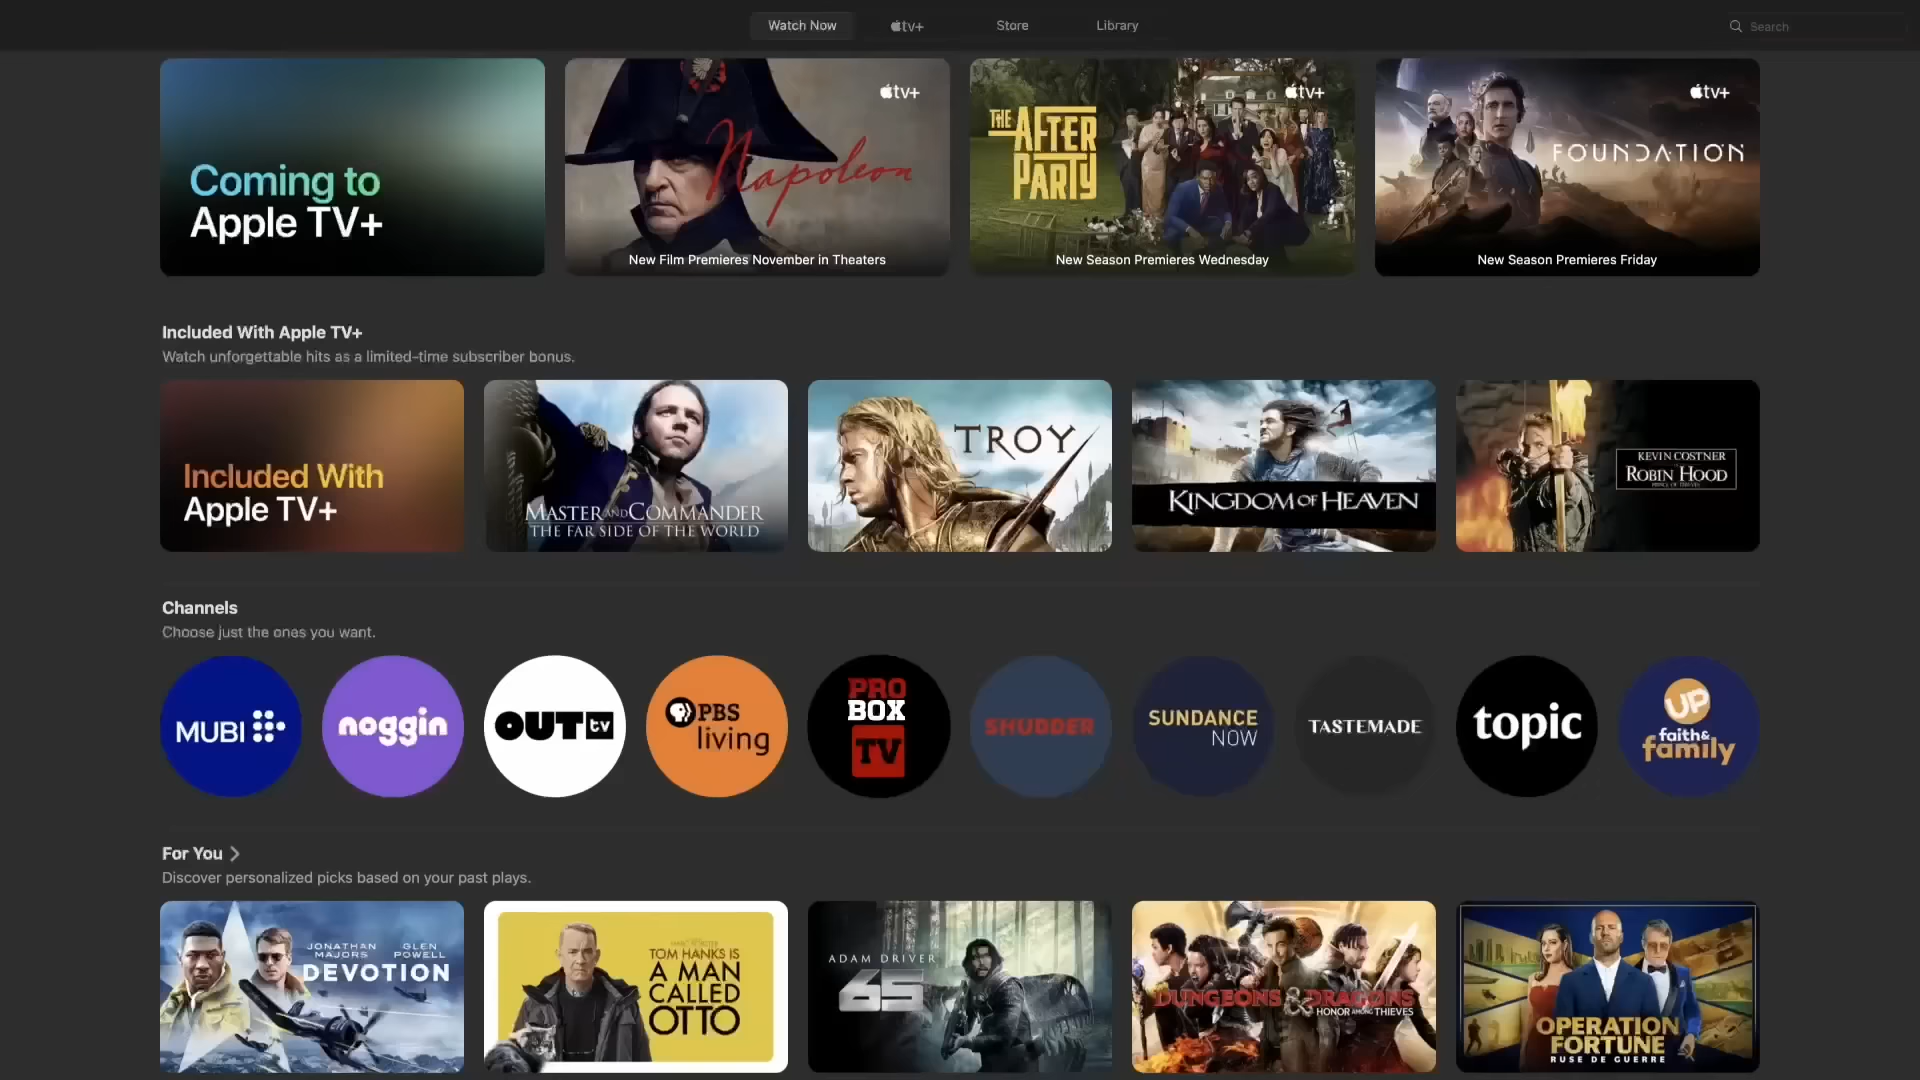 Watch Now
tv+
Store
Library
Search
Coming to
Apple TV+
tv+
Napoleon
New Film Premieres November in Theaters
tv+
THE
AFTER
PARTY
New Season Premieres Wednesday
tv+
FOUNDATION
New Season Premieres Friday
Included With Apple TV+
Watch unforgettable hits as a limited-time subscriber bonus.
Included With
Apple TV+
MASTER AND COMMANDER
THE FAR SIDE OF THE WORLD
TROY
KINGDOM OF HEAVEN
KEVIN COSTNER
ROBIN HOOD
PRINCE OF THIEVES
Channels
Choose just the ones you want.
MUBI
noggin
OUTtv
PBS
living
PRO
BOX
TV
SHUDDER
SUNDANCE
NOW
TASTEMADE
topic
UP
faith&
family
For You
Discover personalized picks based on your past plays.
JONATHAN MAJORS
GLEN POWELL
DEVOTION
TOM HANKS IS
A MAN
CALLED
OTTO
ADAM DRIVER
65
DUNGEONS & DRAGONS
HONOR AMONG THIEVES
OPERATION
FORTUNE
RUSE DE GUERRE